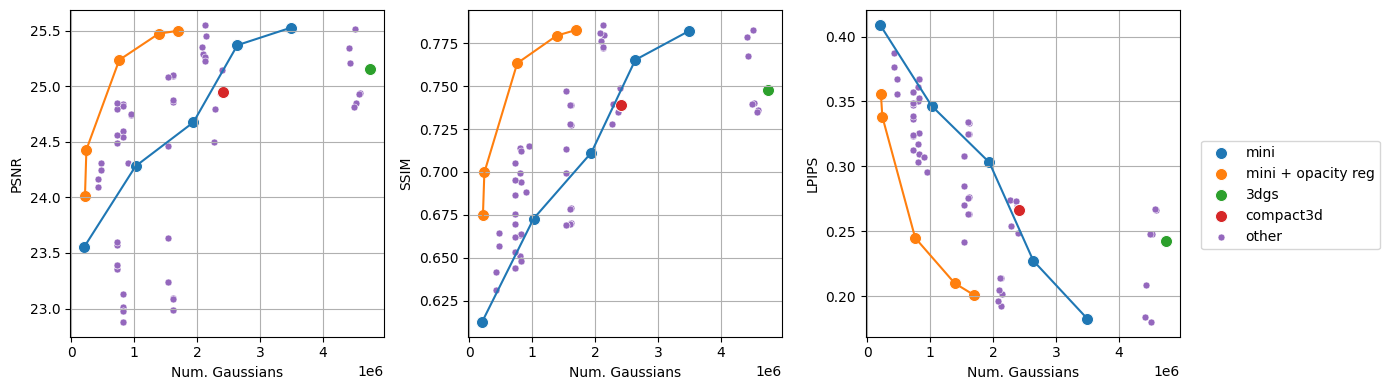 PSNR
25.5
25.0
24.5
24.0
23.5
23.0
0
1
2
3
4
1e6
Num. Gaussians
SSIM
0.775
0.750
0.725
0.700
0.675
0.650
0.625
0
1
2
3
4
1e6
Num. Gaussians
LPIPS
0.40
0.35
0.30
0.25
0.20
0
1
2
3
4
1e6
Num. Gaussians
mini
mini + opacity reg
3dgs
compact3d
other